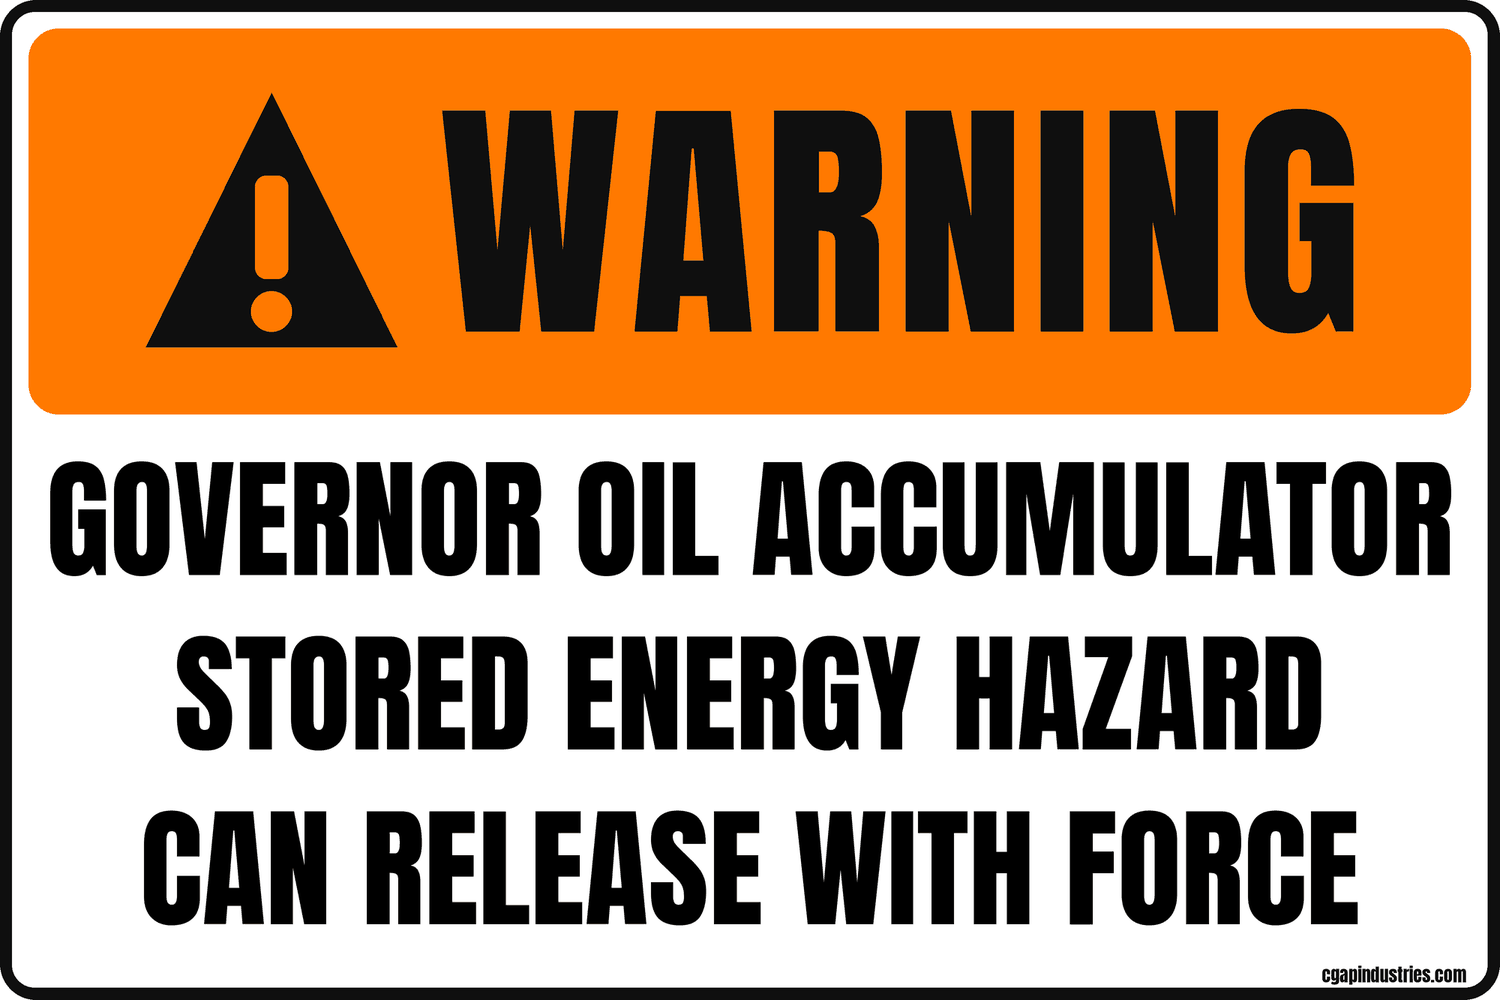 WARNING
GOVERNOR OIL ACCUMULATOR
STORED ENERGY HAZARD
CAN RELEASE WITH FORCE
cgapindustries.com